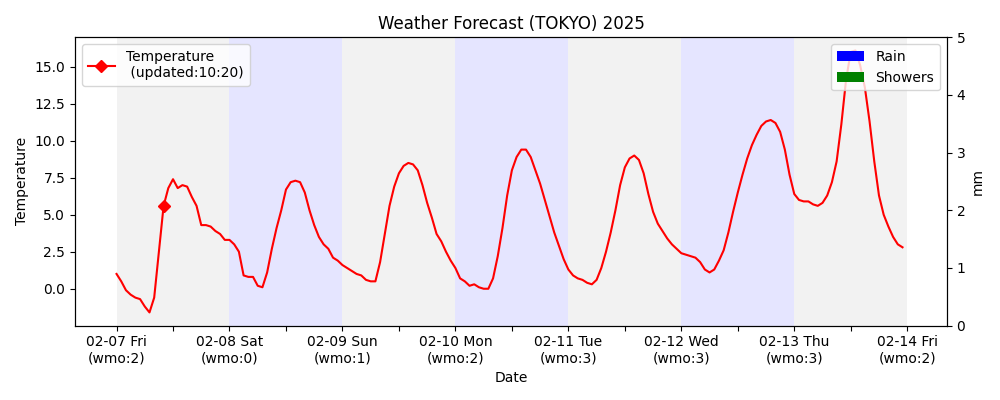 Weather Forecast (TOKYO) 2025
Temperature
(updated:10:20)
Rain
Showers
15.0
12.5
10.0
7.5
5.0
2.5
0.0
Temperature
5
4
3
2
1
0
mm
02-07 Fri
(wmo:2)
02-08 Sat
(wmo:0)
02-09 Sun
(wmo:1)
02-10 Mon
(wmo:2)
02-11 Tue
(wmo:3)
02-12 Wed
(wmo:3)
02-13 Thu
(wmo:3)
02-14 Fri
(wmo:2)
Date